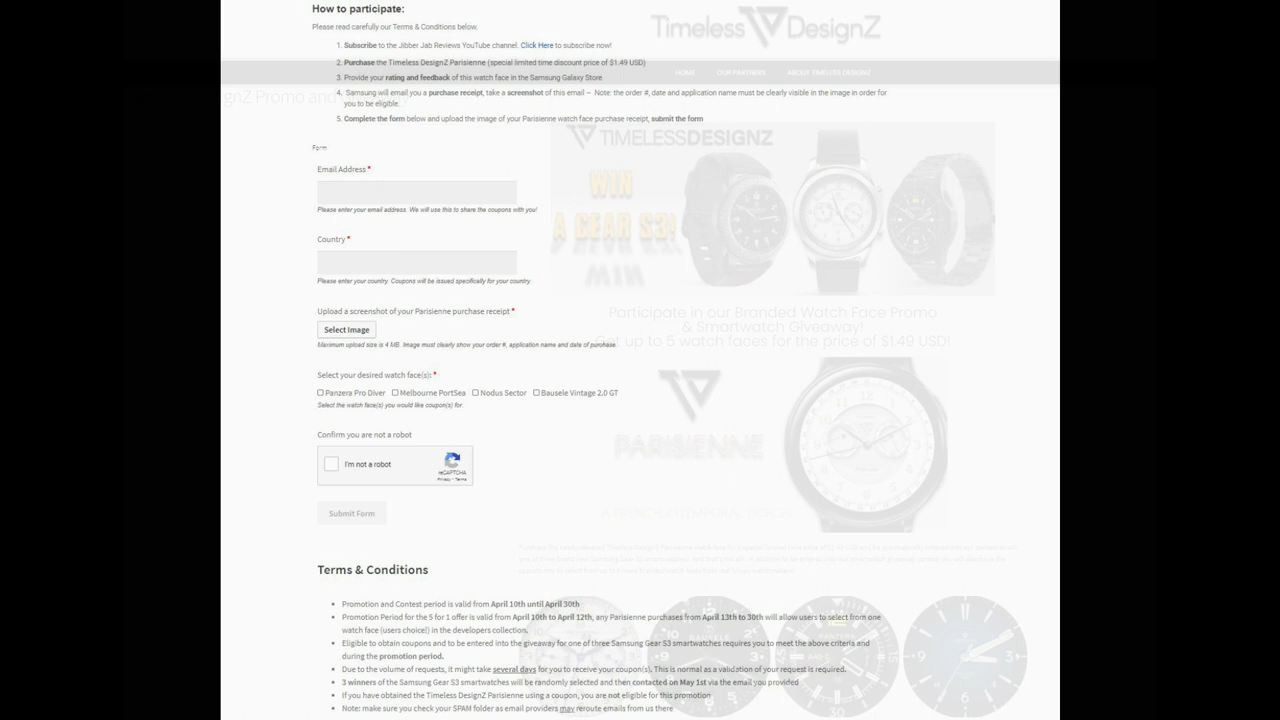 How to participate:
Timeless DesignZ
Please read carefully our Terms & Conditions below.
1. Subscribe to the Jibber Jab Reviews YouTube channel. Click Here to subscribe now!
2. Purchase the Timeless DesignZ Parisienne (special limited time discount price of $1.49 USD)
HOME OUR PARTNERS ABOUT TIMELESS DESIGNZ
3. Provide your rating and feedback of this watch face in the Samsung Galaxy Store
4. Samsung will email you a purchase receipt, take a screenshot of this email – Note: the order #, date and application name must be clearly visible in the image in order for
you to be eligible.
gnZ Promo and
5. Complete the form below and upload the image of your Parisienne watch face purchase receipt, submit the form
TIMELESSDESIGNZ
WIN
A GEAR S3!
Form
Email Address *
Please enter your email address. We will use this to share the coupons with you!
Country *
Please enter your country. Coupons will be issued specifically for your country.
Upload a screenshot of your Parisienne purchase receipt *
Select Image
Maximum upload size is 4 MB. Image must clearly show your order #, application name and date of purchase.
Participate in our Branded Watch Face Promo
& Smartwatch Giveaway!
Get up to 5 watch faces for the price of $1.49 USD!
Select your desired watch face(s): *
Panzera Pro Diver Melbourne PortSea Nodus Sector Bausele Vintage 2.0 GT
Select the watch face(s) you would like coupon(s) for.
PARISIENNE
Confirm you are not a robot
I'm not a robot
reCAPTCHA
Privacy - Terms
Submit Form
Terms & Conditions
Promotion and Contest period is valid from April 10th until April 30th
Promotion Period for the 5 for 1 offer is valid from April 10th to April 12th, any Parisienne purchases from April 13th to 30th will allow users to select from one
watch face (users choice!) in the developers collection.
Eligible to obtain coupons and to be entered into the giveaway for one of three Samsung Gear S3 smartwatches requires you to meet the above criteria and
during the promotion period.
Due to the volume of requests, it might take several days for you to receive your coupon(s). This is normal as a validation of your request is required.
3 winners of the Samsung Gear S3 smartwatches will be randomly selected and then contacted on May 1st via the email you provided
If you have obtained the Timeless DesignZ Parisienne using a coupon, you are not eligible for this promotion
Note: make sure you check your SPAM folder as email providers may reroute emails from us there